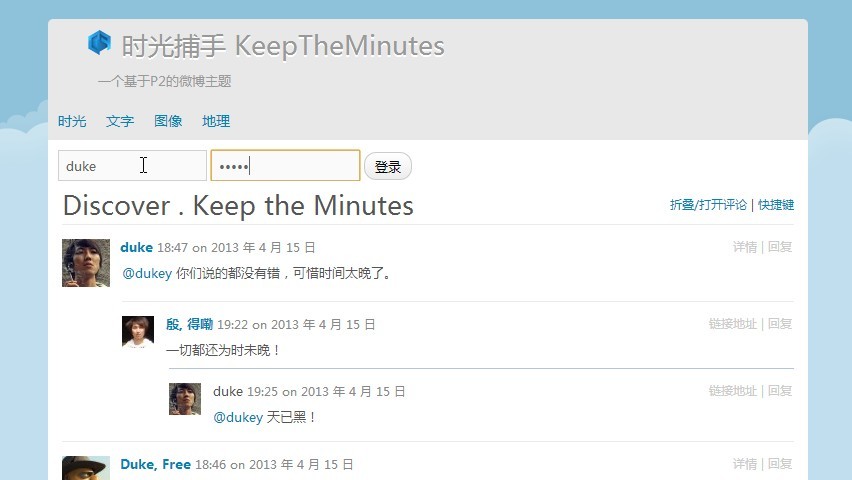 时光捕手 KeepTheMinutes
一个基于P2的微博主题
时光 文字 图像 地理
duke ••••• 登录
Discover . Keep the Minutes 折叠/打开评论 | 快捷键
duke 18:47 on 2013 年 4 月 15 日 详情 | 回复
@dukey 你们说的都没有错，可惜时间太晚了。
殷, 得嘞 19:22 on 2013 年 4 月 15 日 链接地址 | 回复
一切都还为时未晚！
duke 19:25 on 2013 年 4 月 15 日 链接地址 | 回复
@dukey 天已黑！
Duke, Free 18:46 on 2013 年 4 月 15 日 详情 | 回复